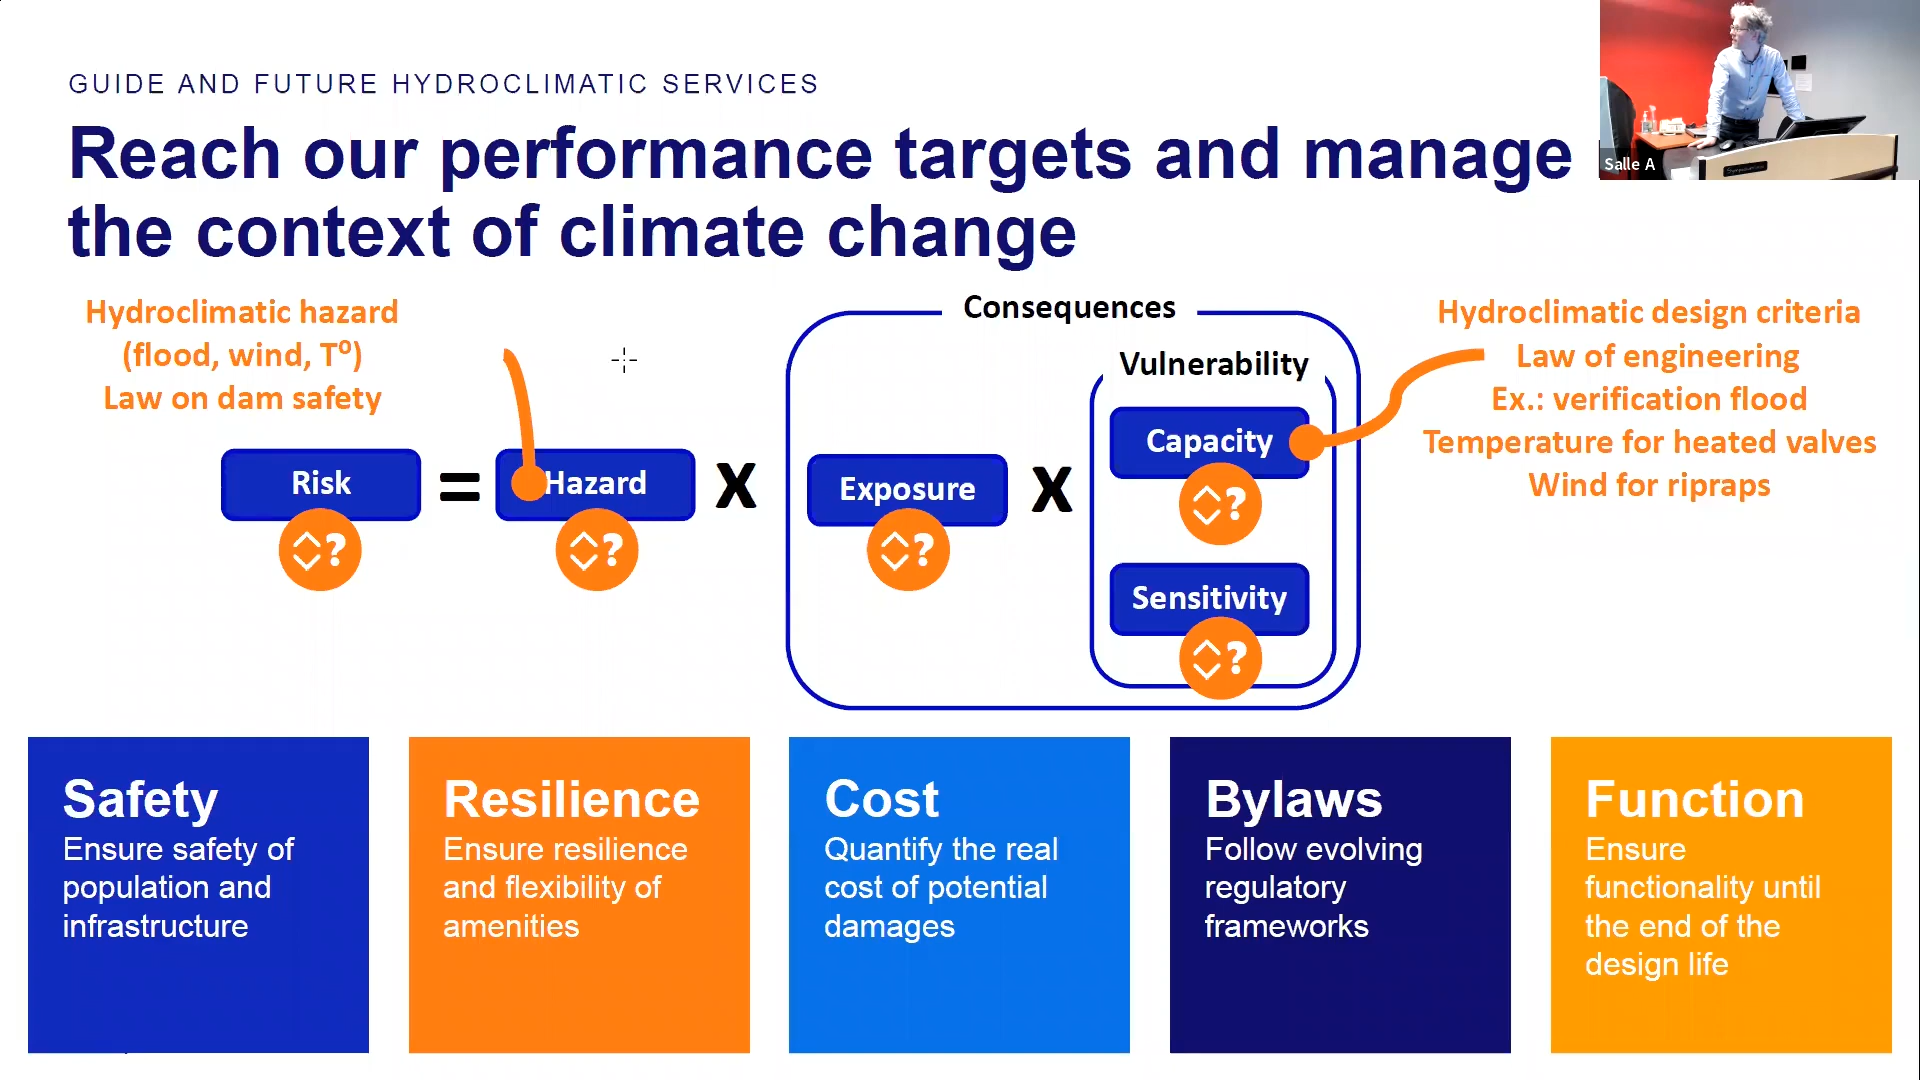 GUIDE AND FUTURE HYDROCLIMATIC SERVICES
Reach our performance targets and manage
the context of climate change
Salle A
Hydroclimatic hazard
(flood, wind, Tº)
Law on dam safety
Risk
=
Hazard
X
Consequences
Exposure
X
Vulnerability
Capacity
Sensitivity
?
?
?
?
?
Hydroclimatic design criteria
Law of engineering
Ex.: verification flood
Temperature for heated valves
Wind for ripraps
Safety
Ensure safety of
population and
infrastructure
Resilience
Ensure resilience
and flexibility of
amenities
Cost
Quantify the real
cost of potential
damages
Bylaws
Follow evolving
regulatory
frameworks
Function
Ensure
functionality until
the end of the
design life